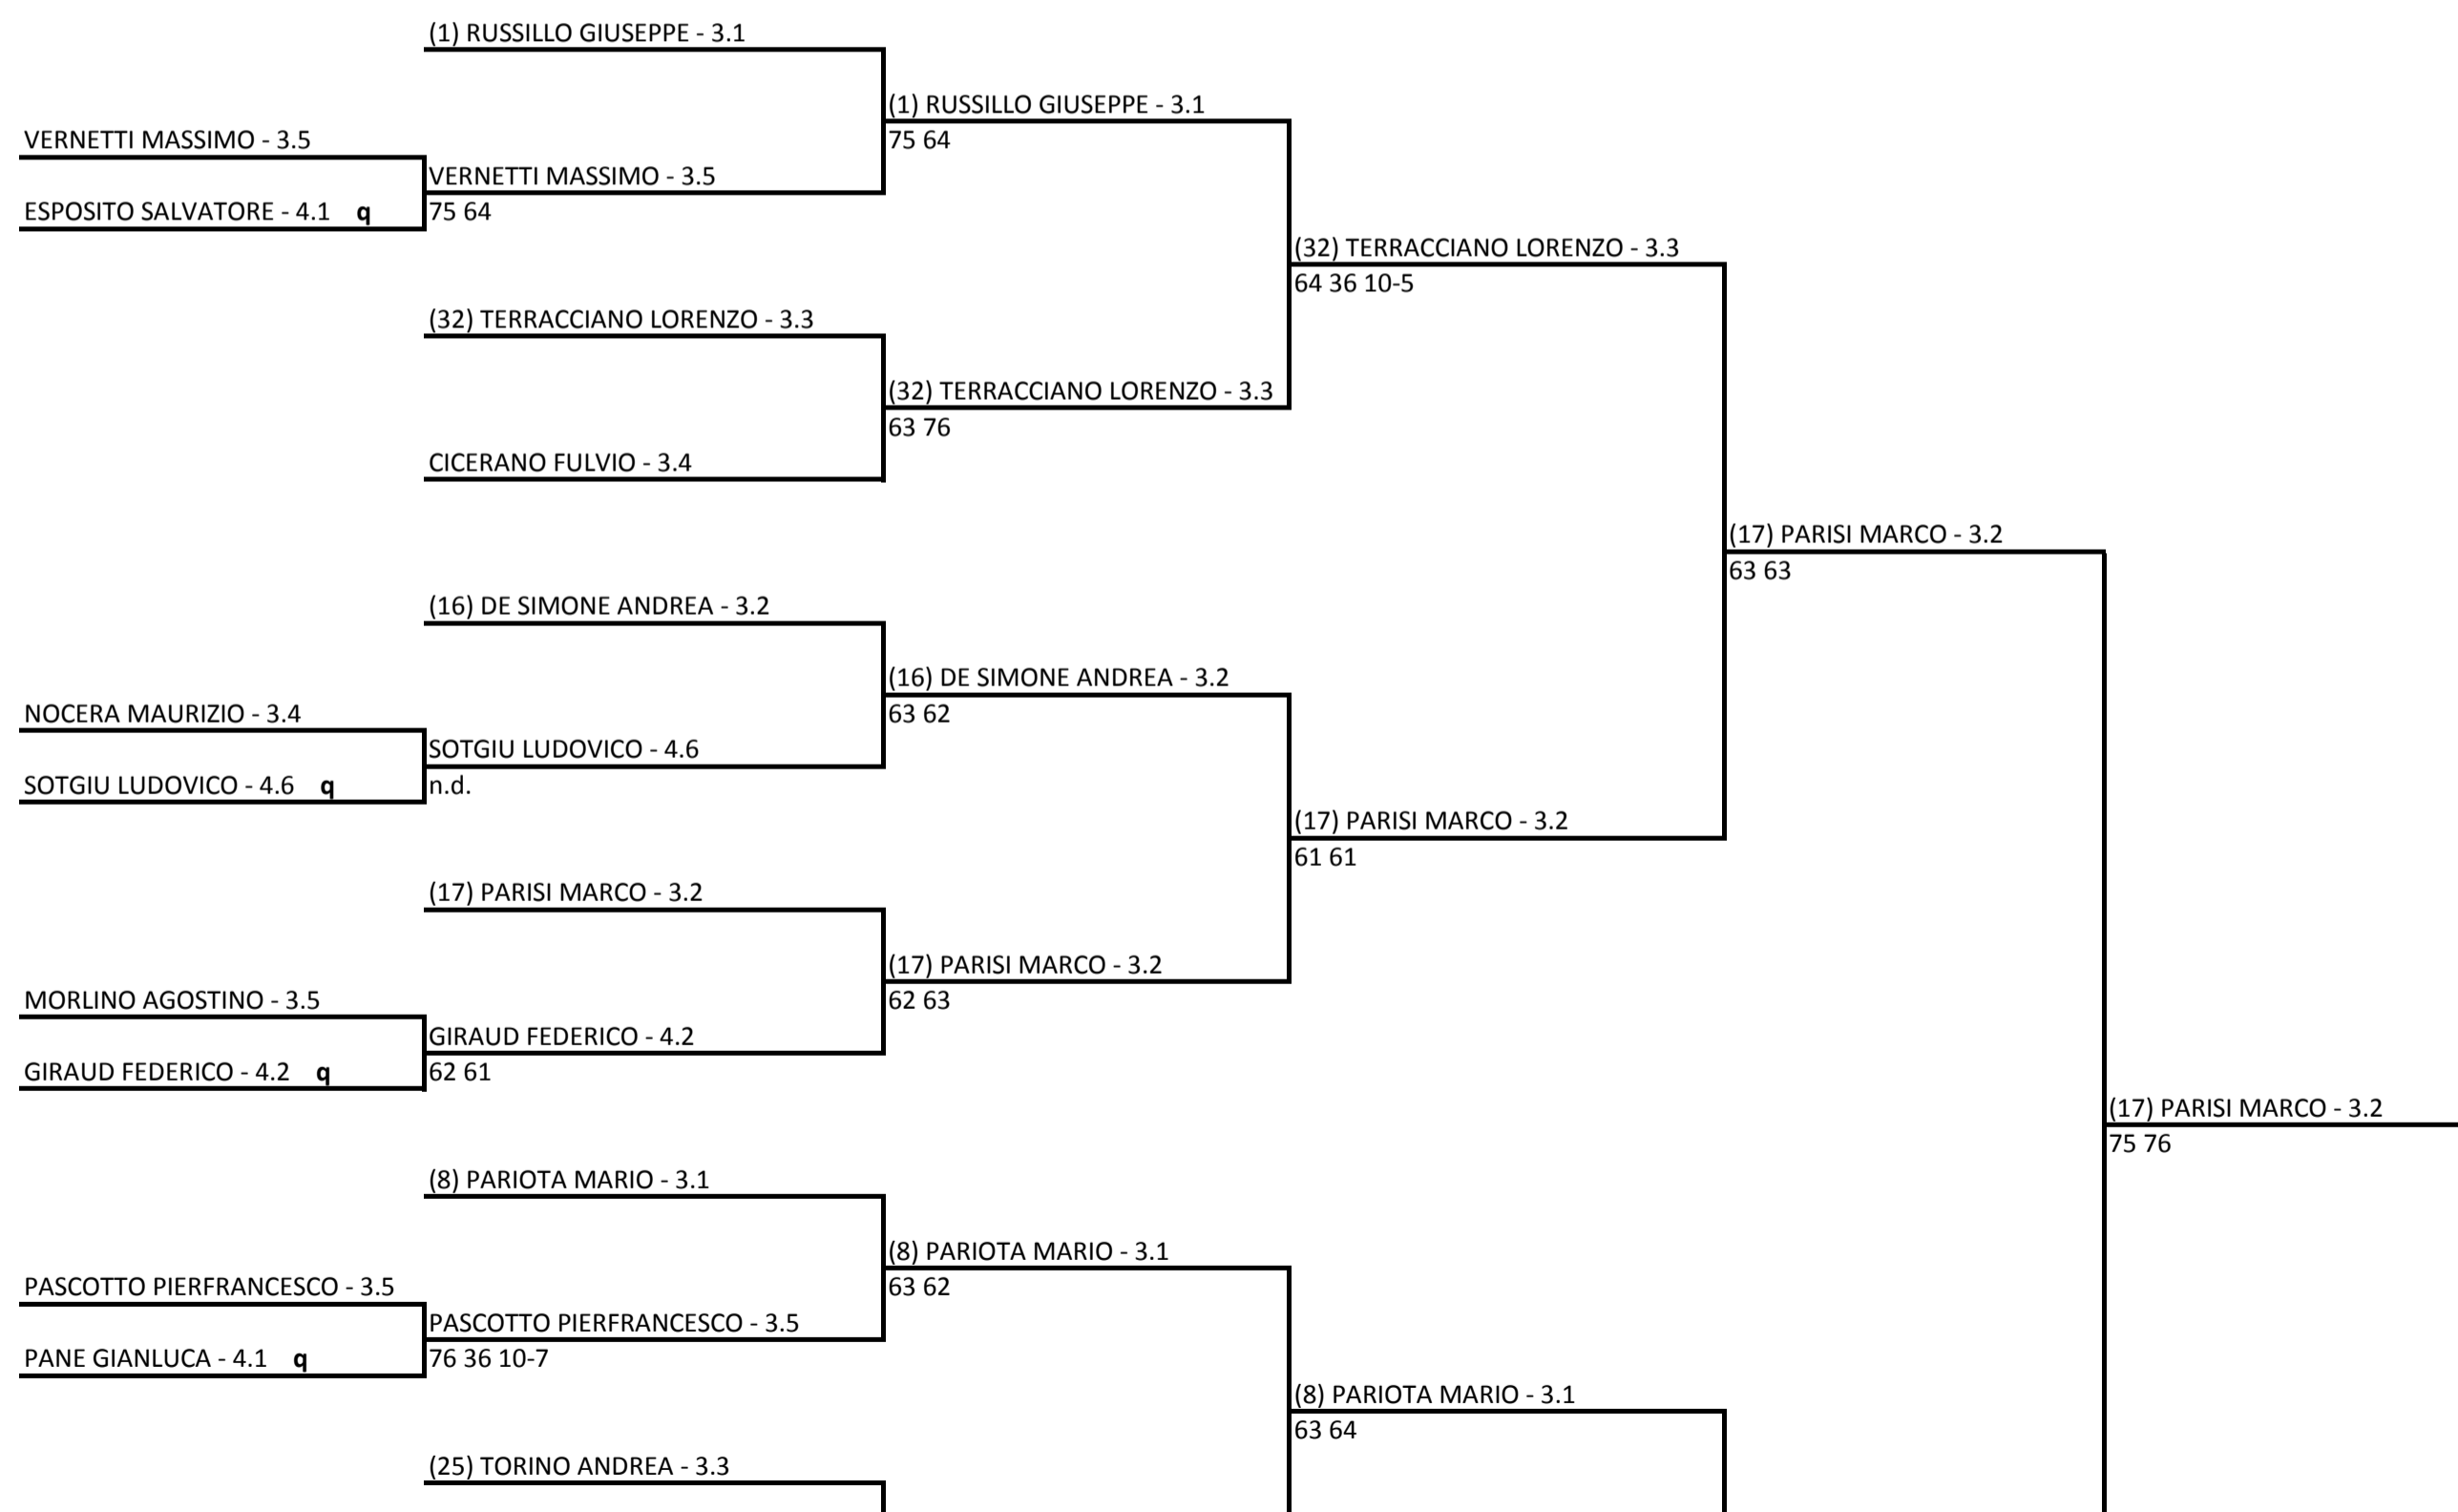 (1) RUSSILLO GIUSEPPE - 3.1
(1) RUSSILLO GIUSEPPE - 3.1
VERNETTI MASSIMO - 3.5
75 64
VERNETTI MASSIMO - 3.5
ESPOSITO SALVATORE - 4.1 q
75 64
(32) TERRACCIANO LORENZO - 3.3
64 36 10-5
(32) TERRACCIANO LORENZO - 3.3
(32) TERRACCIANO LORENZO - 3.3
63 76
CICERANO FULVIO - 3.4
(17) PARISI MARCO - 3.2
63 63
(16) DE SIMONE ANDREA - 3.2
(16) DE SIMONE ANDREA - 3.2
NOCERA MAURIZIO - 3.4
63 62
SOTGIU LUDOVICO - 4.6
SOTGIU LUDOVICO - 4.6 q
n.d.
(17) PARISI MARCO - 3.2
61 61
(17) PARISI MARCO - 3.2
(17) PARISI MARCO - 3.2
MORLINO AGOSTINO - 3.5
62 63
GIRAUD FEDERICO - 4.2
GIRAUD FEDERICO - 4.2 q
62 61
(17) PARISI MARCO - 3.2
75 76
(8) PARIOTA MARIO - 3.1
(8) PARIOTA MARIO - 3.1
PASCOTTO PIERFRANCESCO - 3.5
63 62
PASCOTTO PIERFRANCESCO - 3.5
PANE GIANLUCA - 4.1 q
76 36 10-7
(8) PARIOTA MARIO - 3.1
63 64
(25) TORINO ANDREA - 3.3